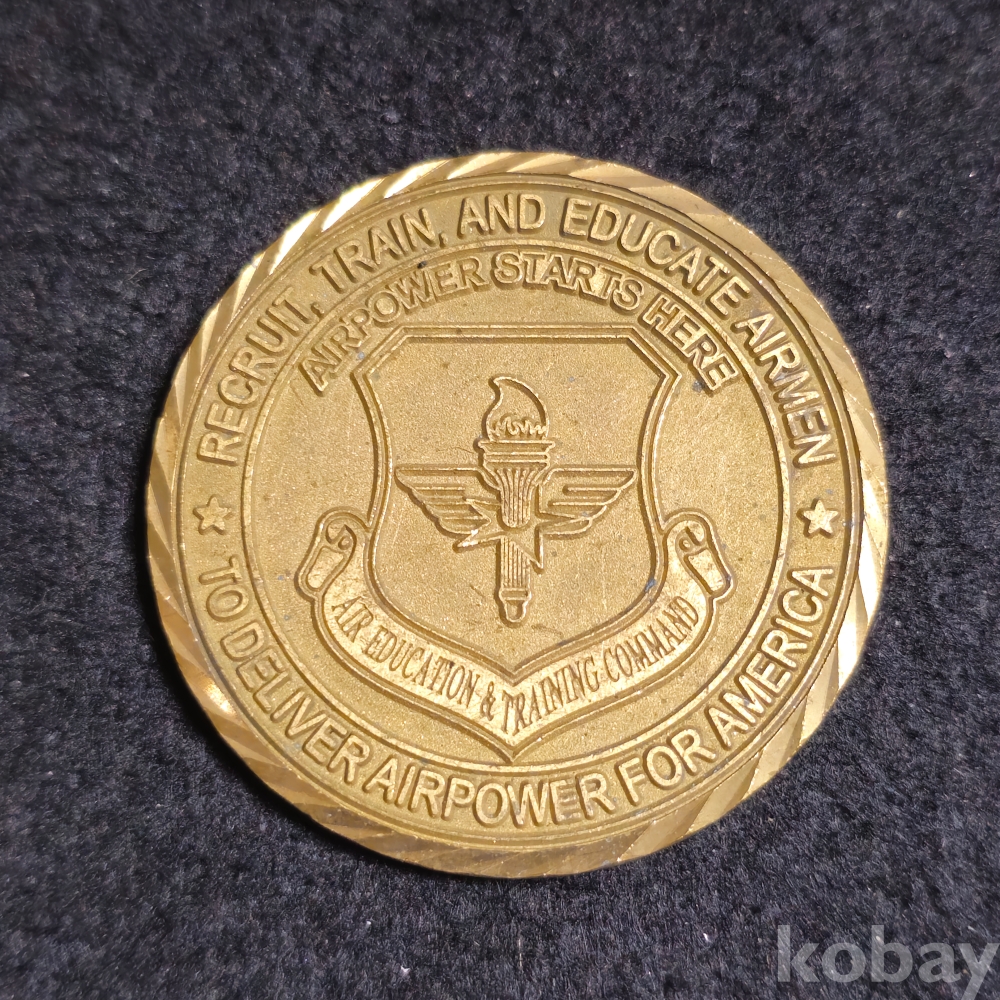 RECRUIT, TRAIN, AND EDUCATE AIRMEN
AIRPOWER STARTS HERE
AIR EDUCATION & TRAINING COMMAND
TO DELIVER AIRPOWER FOR AMERICA
kobay